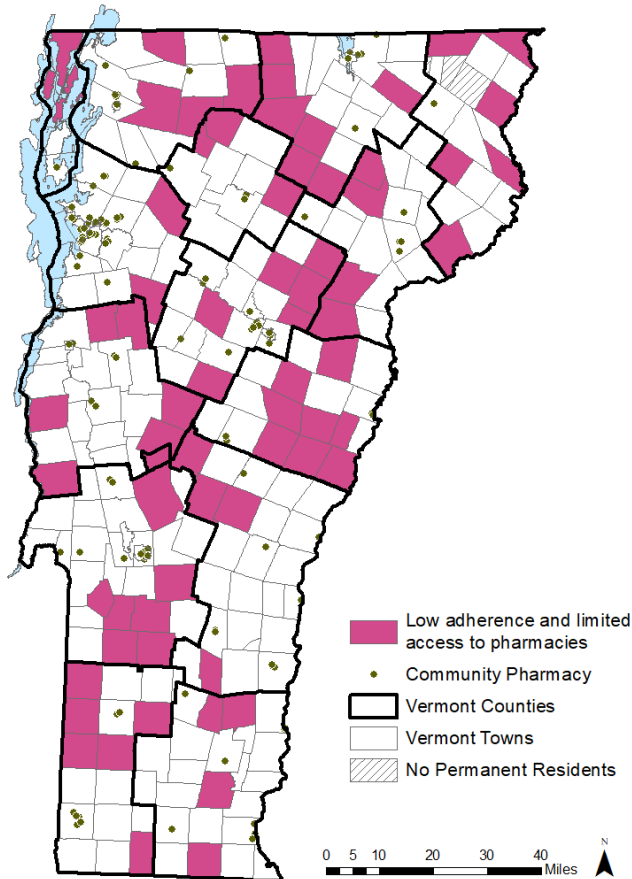 Low adherence and limited
access to pharmacies
Community Pharmacy
Vermont Counties
Vermont Towns
No Permanent Residents
N
0 5 10 20 30 40
Miles